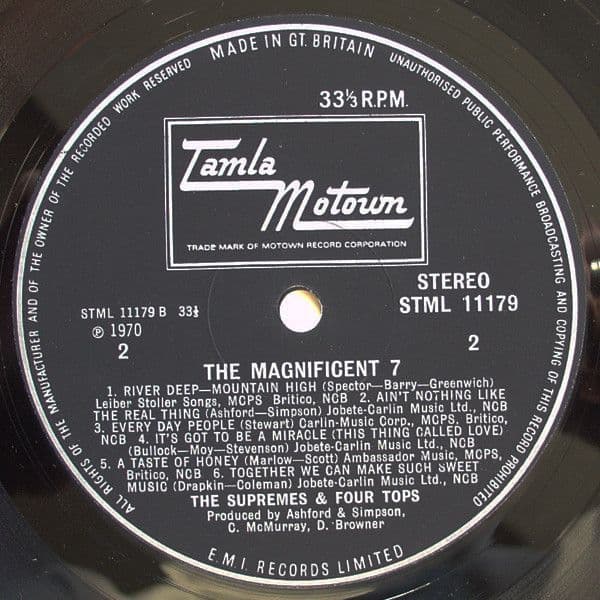 MADE IN GT. BRITAIN
UNAUTHORISED PUBLIC PERFORMANCE BROADCASTING AND COPYING OF THIS RECORD PROHIBITED
ALL RIGHTS OF THE MANUFACTURER AND OF THE OWNER OF THE RECORDED WORK RESERVED
33⅓ R.P.M.
Tamla
Motown
TRADE MARK OF MOTOWN RECORD CORPORATION
STEREO
STML 11179
STML 11179 B 33⅓
℗ 1970
2
2
THE MAGNIFICENT 7
1. RIVER DEEP—MOUNTAIN HIGH (Spector—Barry—Greenwich)
Leiber Stoller Songs, MCPS Britico, NCB 2. AIN'T NOTHING LIKE
THE REAL THING (Ashford—Simpson) Jobete-Carlin Music Ltd., NCB
3. EVERY DAY PEOPLE (Stewart) Carlin-Music Corp., MCPS, Britico,
NCB 4. IT'S GOT TO BE A MIRACLE (THIS THING CALLED LOVE)
(Bullock—Moy—Stevenson) Jobete-Carlin Music Ltd., NCB
5. A TASTE OF HONEY (Marlow—Scott) Ambassador Music, MCPS,
Britico, NCB 6. TOGETHER WE CAN MAKE SUCH SWEET
MUSIC (Drapkin—Coleman) Jobete-Carlin Music Ltd., NCB
THE SUPREMES & FOUR TOPS
Produced by Ashford & Simpson,
C. McMurray, D. Browner
E.M.I. RECORDS LIMITED